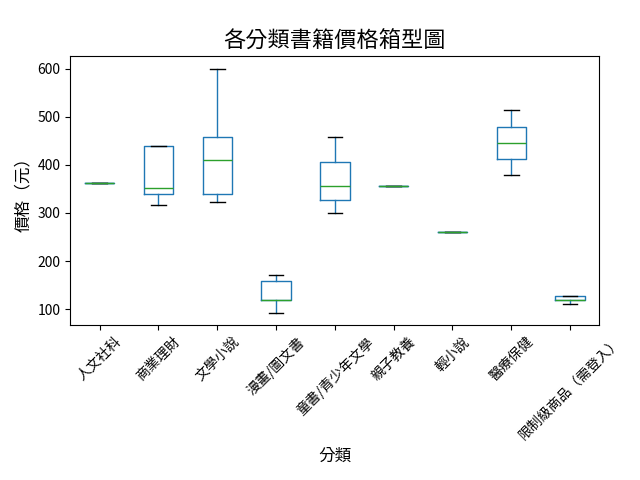 各分類書籍價格箱型圖
600
500
400
300
200
100
價格（元）
人文社科
商業理財
文學小說
漫畫/圖文書
童書/青少年文學
親子教養
輕小說
醫療保健
限制級商品（需登入）
分類